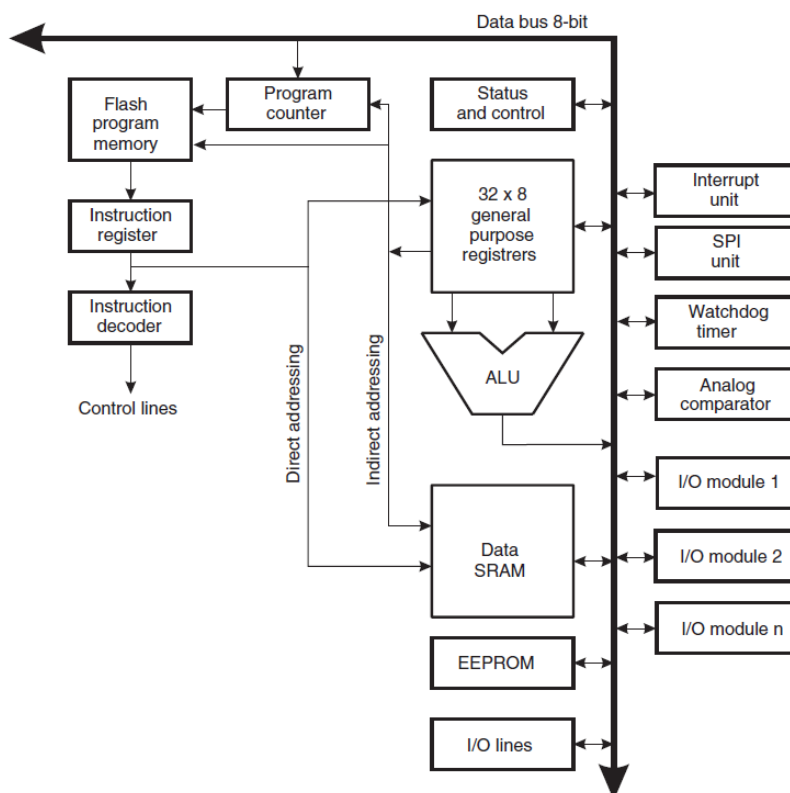 Data bus 8-bit
Flash
program
memory
Program
counter
Status
and control
Instruction
register
32 x 8
general
purpose
registrers
Interrupt
unit
SPI
unit
Instruction
decoder
Watchdog
timer
Control lines
Direct addressing
Indirect addressing
ALU
Analog
comparator
I/O module 1
Data
SRAM
I/O module 2
I/O module n
EEPROM
I/O lines